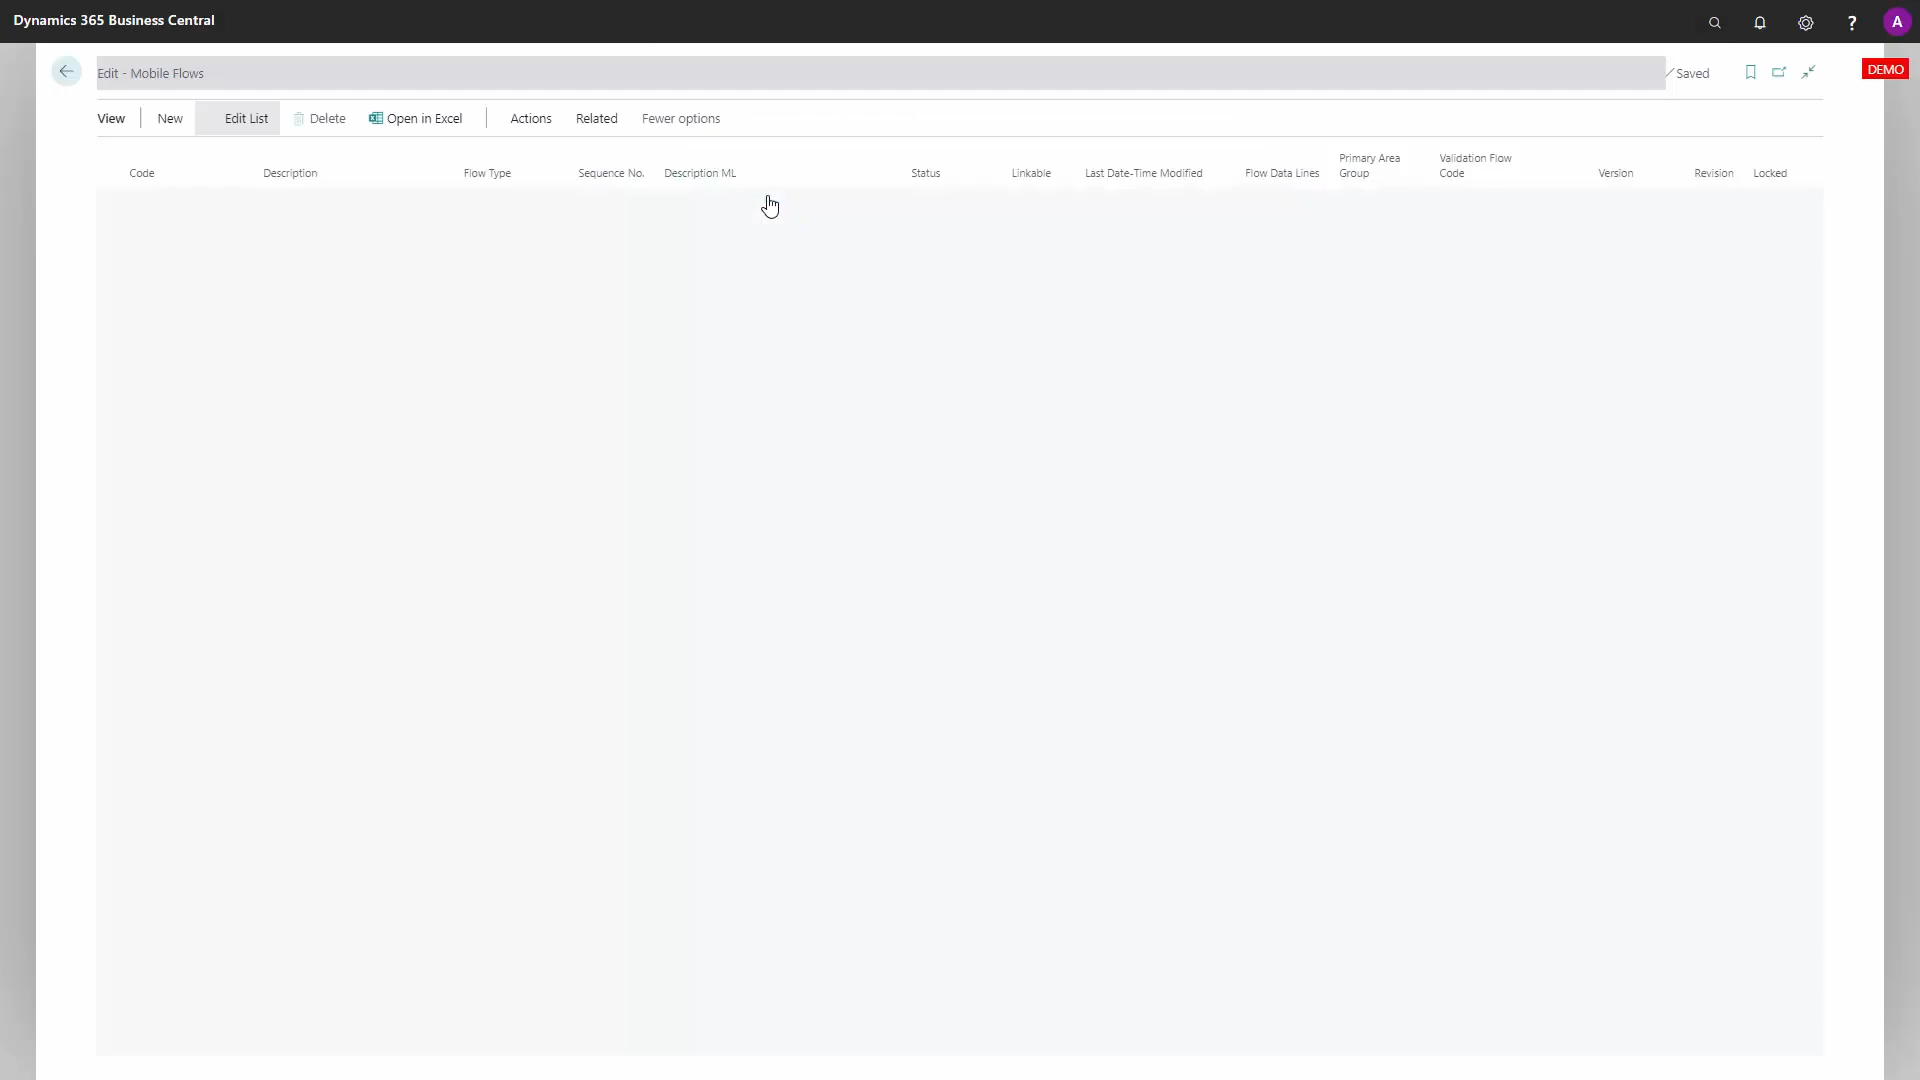 Dynamics 365 Business Central
?
A
Edit - Mobile Flows
Saved
DEMO
View
New
Edit List
Delete
Open in Excel
Actions
Related
Fewer options
Code
Description
Flow Type
Sequence No.
Description ML
Status
Linkable
Last Date-Time Modified
Flow Data Lines
Primary Area
Group
Validation Flow
Code
Version
Revision
Locked